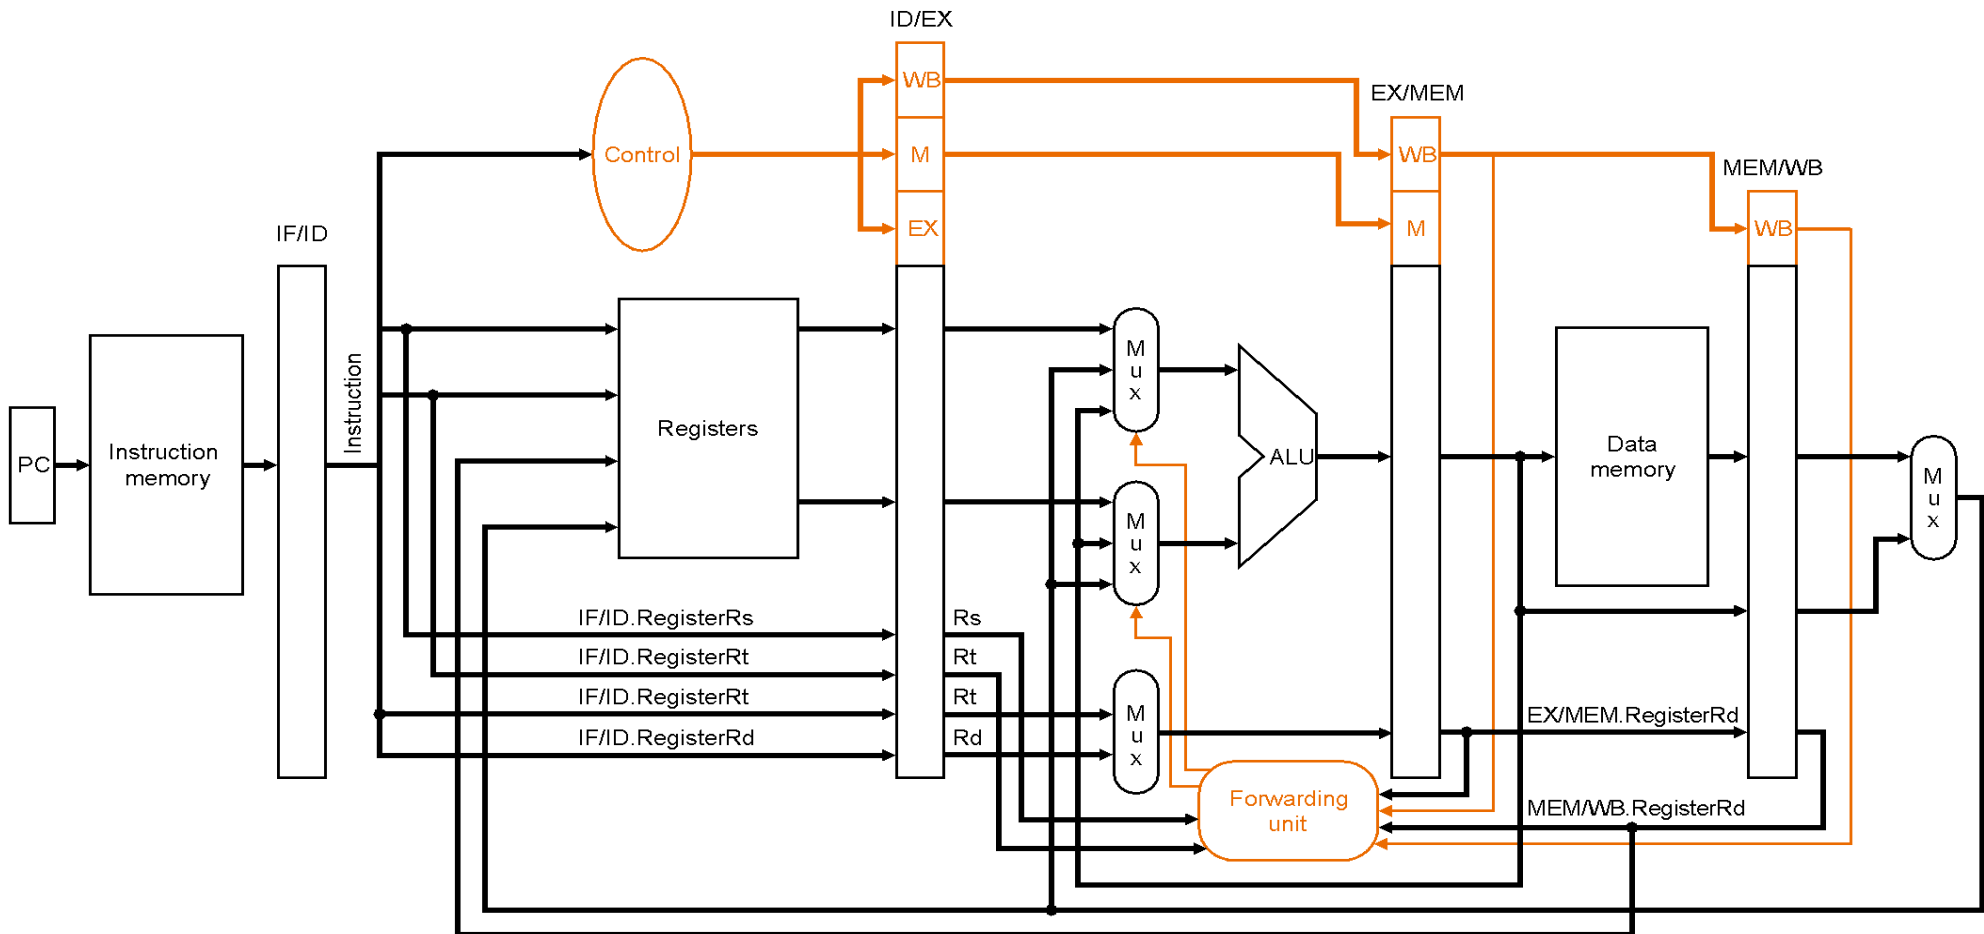 ID/EX
WB
EX/MEM
Control
M
WB
MEM/WB
IF/ID
EX
M
WB
Instruction
M
u
x
Registers
ALU
Data
memory
Instruction
memory
PC
M
u
x
M
u
x
IF/ID.RegisterRs
Rs
IF/ID.RegisterRt
Rt
IF/ID.RegisterRt
Rt
IF/ID.RegisterRd
Rd
M
u
x
EX/MEM.RegisterRd
Forwarding
unit
MEM/WB.RegisterRd